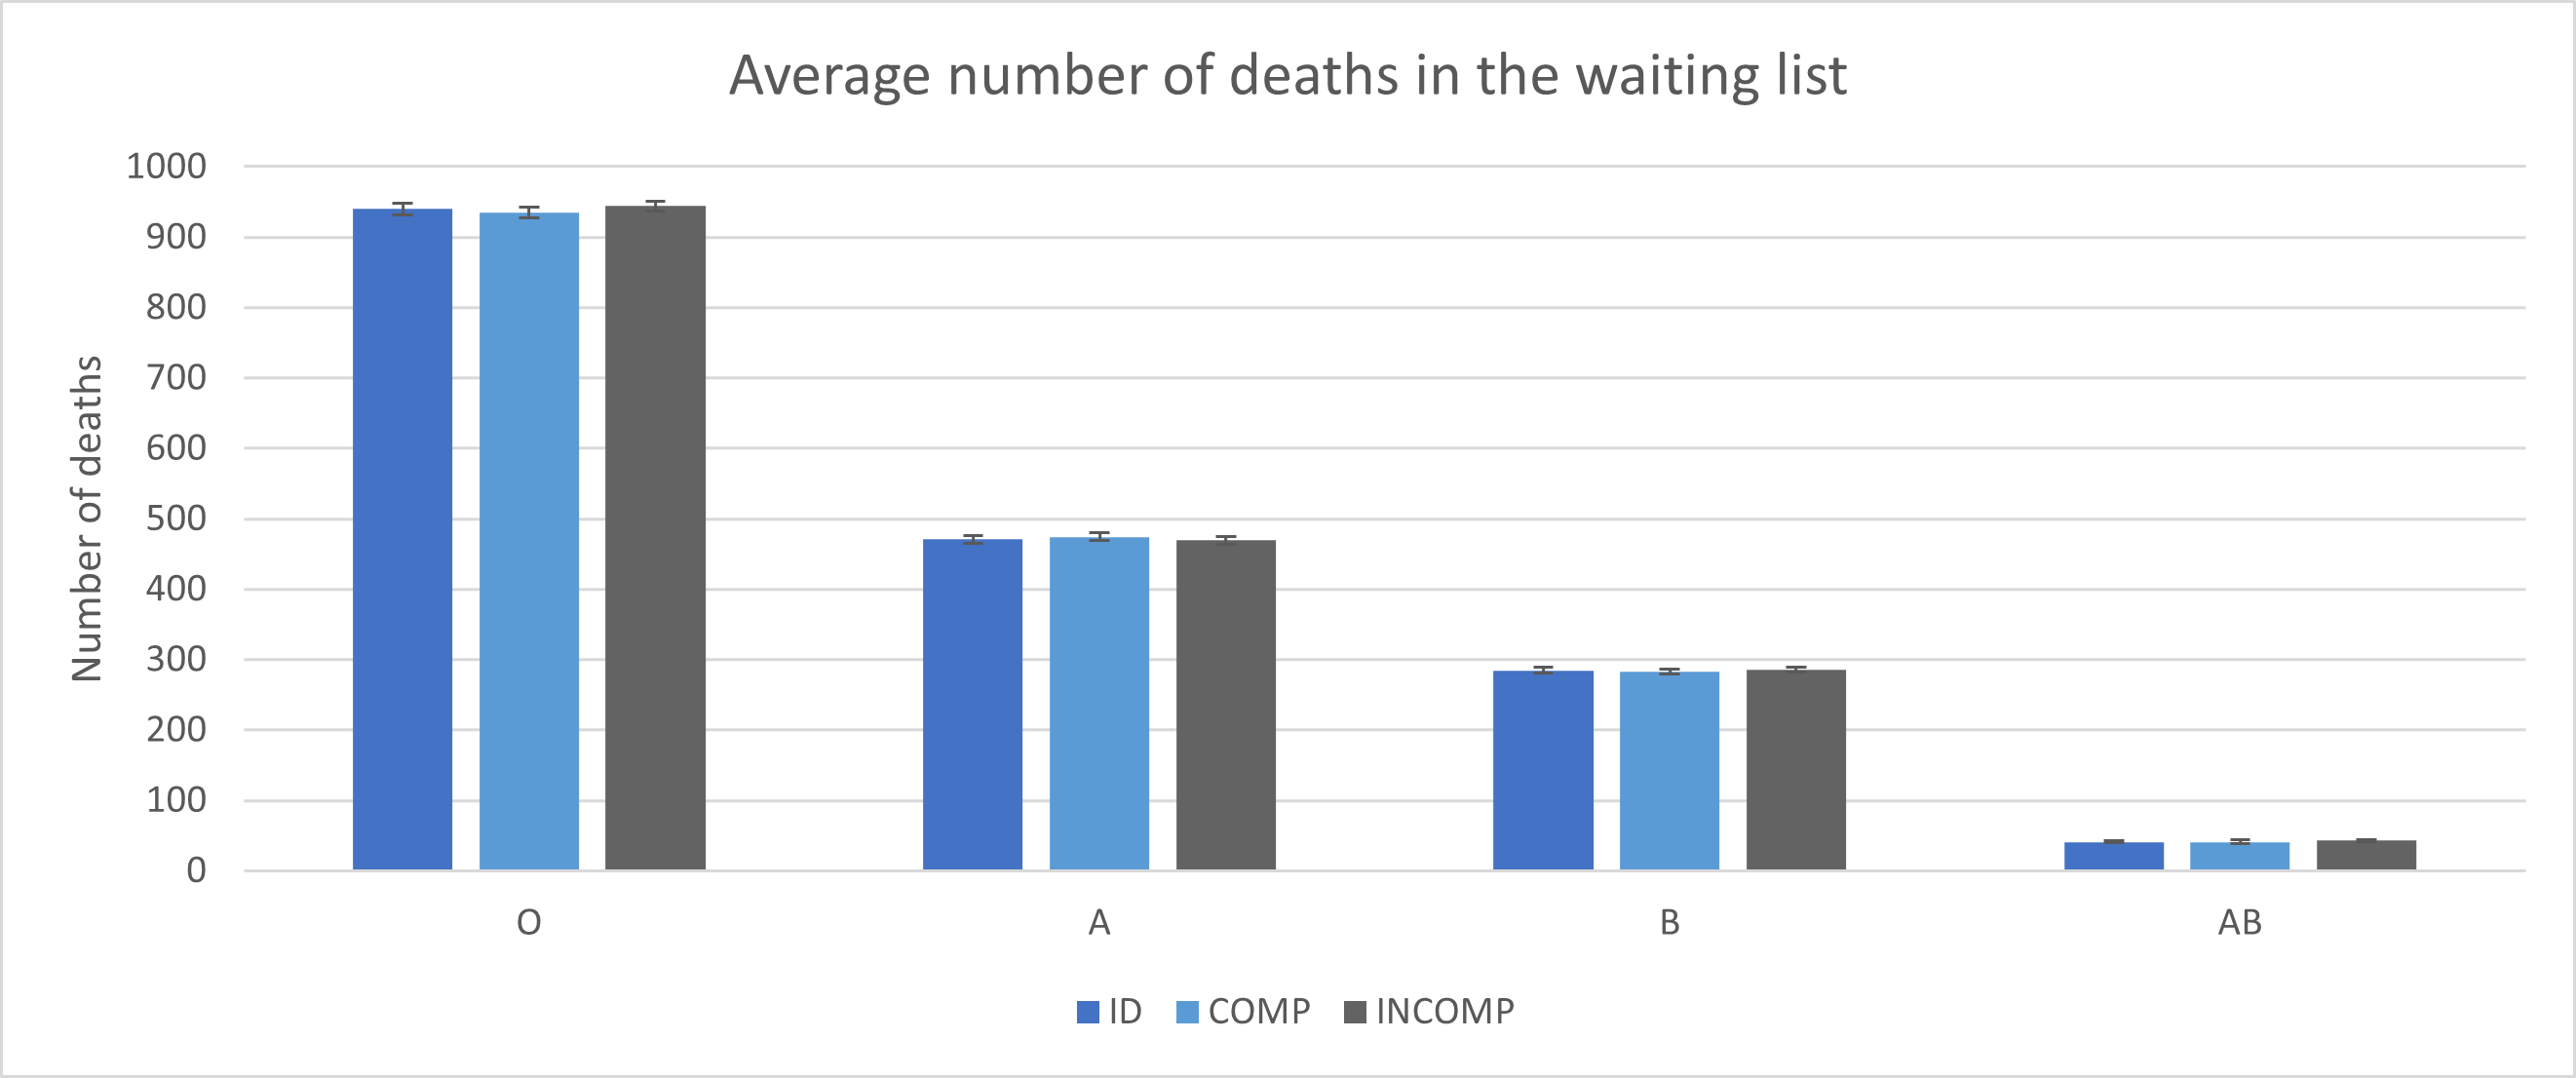 Average number of deaths in the waiting list
Number of deaths
1000
900
800
700
600
500
400
300
200
100
0
O A B AB
ID COMP INCOMP